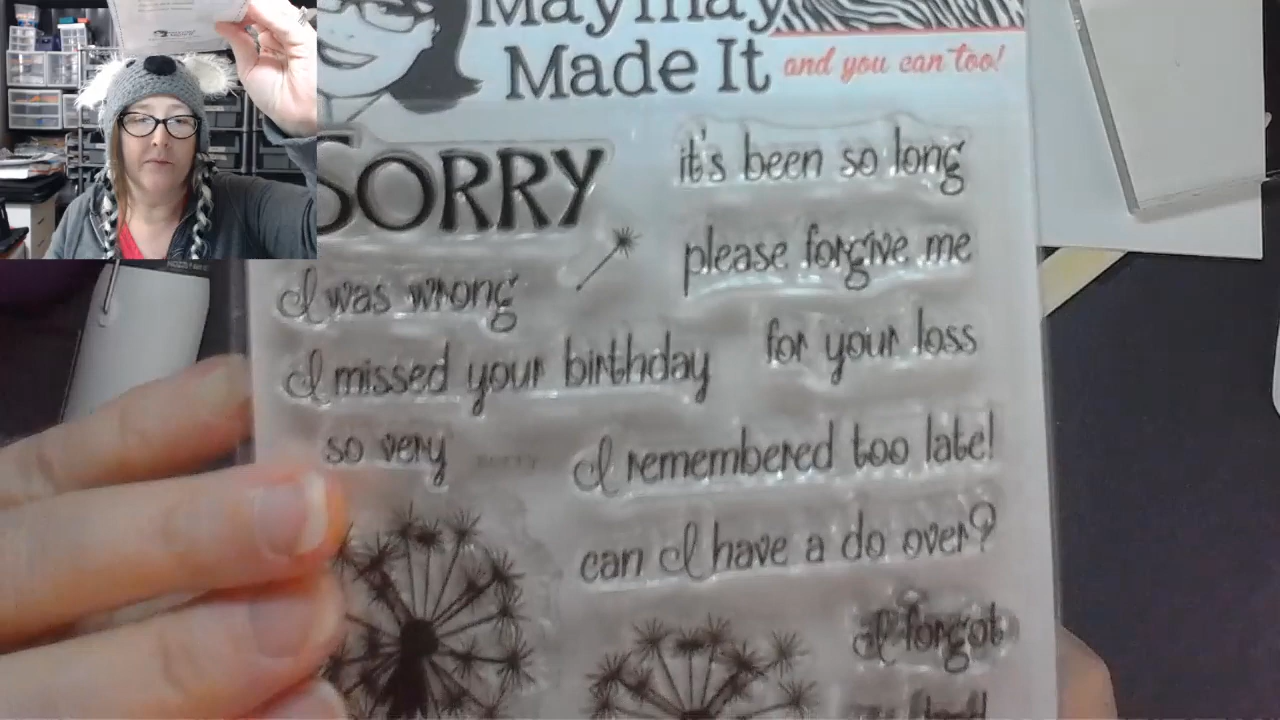 Maymay
Made It and you can too!
SORRY
it's been so long
please forgive me
I was wrong
for your loss
I missed your birthday
so very
I remembered too late!
can I have a do over?
I forgot